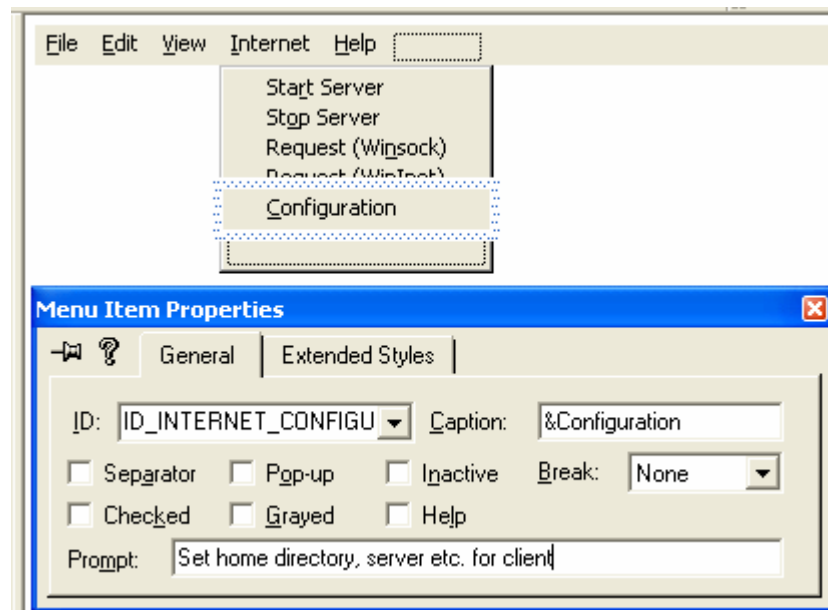 File Edit View Internet Help
Start Server
Stop Server
Request (Winsock)
Request (WinInet)
Configuration
Menu Item Properties
General Extended Styles
ID: ID_INTERNET_CONFIGU Caption: &Configuration
Separator Pop-up Inactive Break: None
Checked Grayed Help
Prompt: Set home directory, server etc. for client